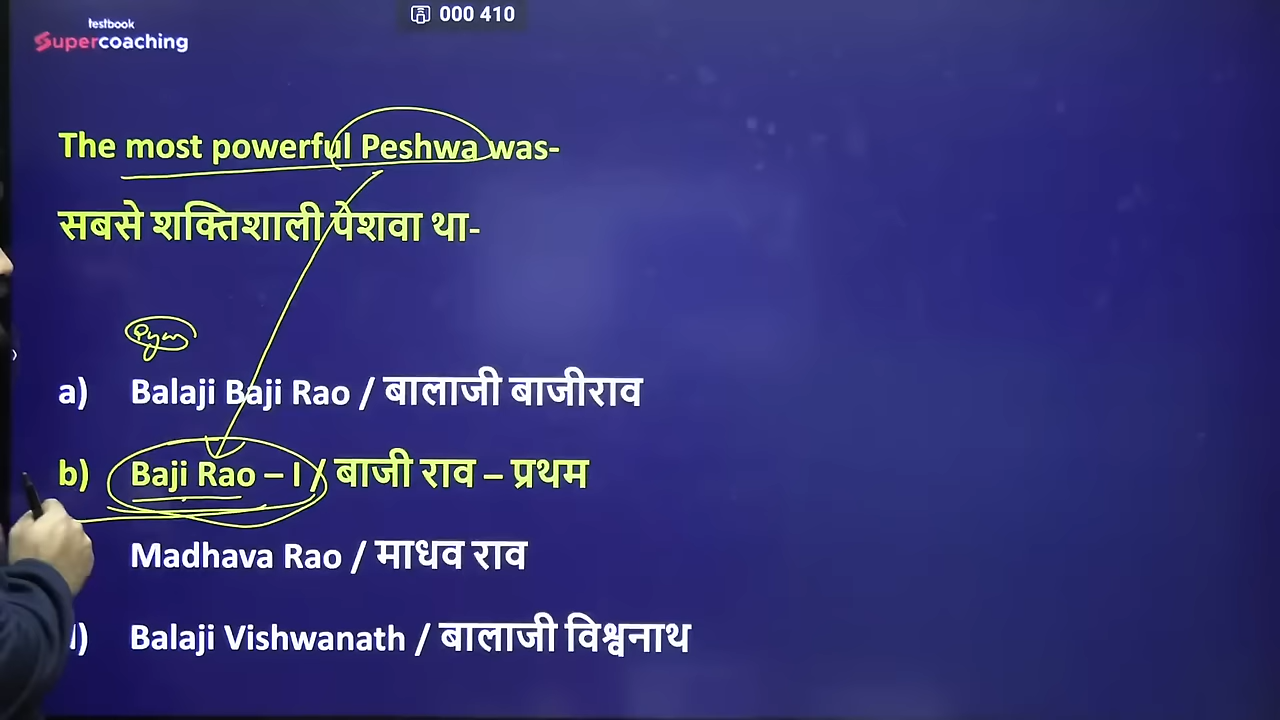 testbook
Supercoaching
000 410
The most powerful Peshwa was-
सबसे शक्तिशाली पेशवा था-
a) Balaji Baji Rao / बालाजी बाजीराव
b) Baji Rao – I / बाजी राव – प्रथम
Madhava Rao / माधव राव
) Balaji Vishwanath / बालाजी विश्वनाथ